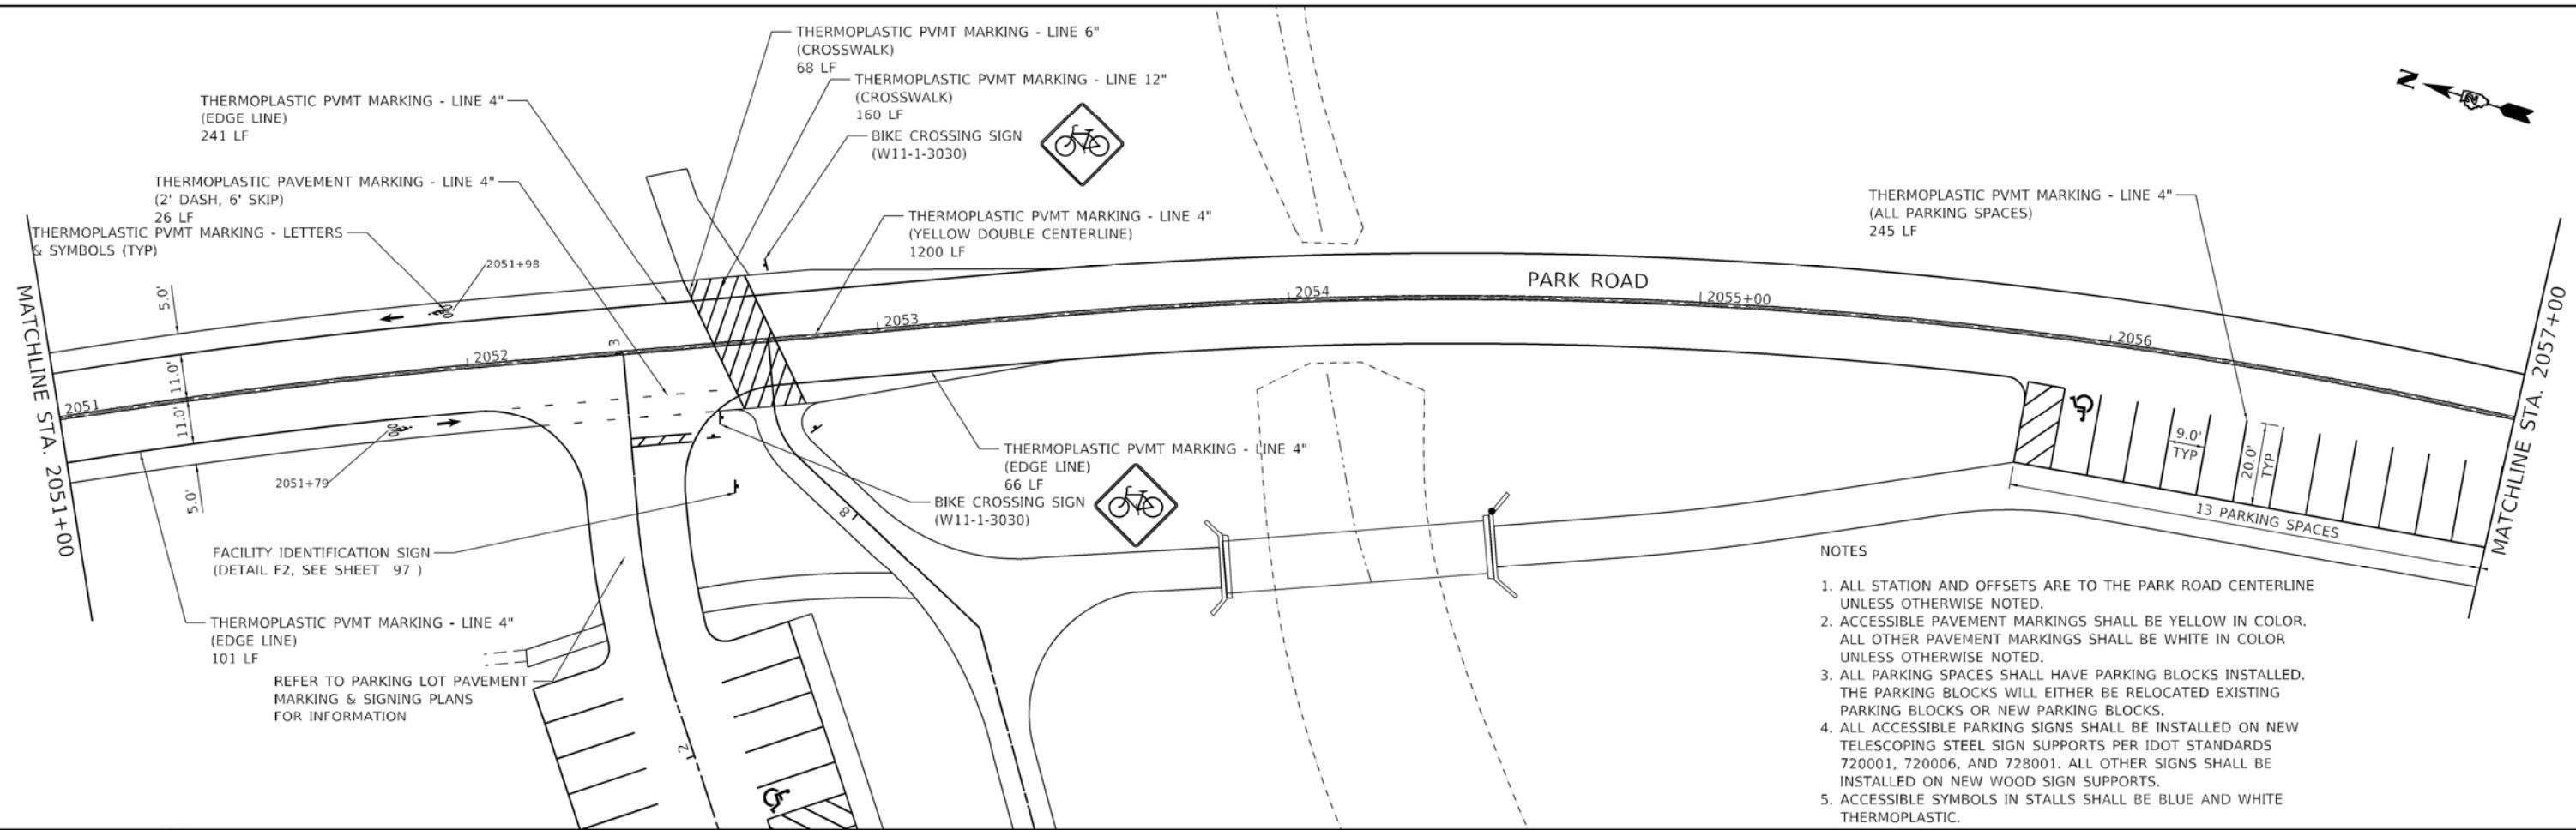 THERMOPLASTIC PVMT MARKING - LINE 6"
(CROSSWALK)
68 LF
THERMOPLASTIC PVMT MARKING - LINE 12"
(CROSSWALK)
160 LF
BIKE CROSSING SIGN
(W11-1-3030)
THERMOPLASTIC PVMT MARKING - LINE 4"
(EDGE LINE)
241 LF
THERMOPLASTIC PAVEMENT MARKING - LINE 4"
(2' DASH, 6' SKIP)
26 LF
THERMOPLASTIC PVMT MARKING - LETTERS
& SYMBOLS (TYP)
2051+98
THERMOPLASTIC PVMT MARKING - LINE 4"
(YELLOW DOUBLE CENTERLINE)
1200 LF
THERMOPLASTIC PVMT MARKING - LINE 4"
(ALL PARKING SPACES)
245 LF
N
MATCHLINE STA. 2051+00
5.0'
11.0'
11.0'
5.0'
2051
2052
3
2053
2054
PARK ROAD
2055+00
2056
MATCHLINE STA. 2057+00
2051+79
THERMOPLASTIC PVMT MARKING - LINE 4"
(EDGE LINE)
66 LF
BIKE CROSSING SIGN
(W11-1-3030)
8
9.0'
TYP
20.0'
TYP
13 PARKING SPACES
FACILITY IDENTIFICATION SIGN
(DETAIL F2, SEE SHEET 97 )
THERMOPLASTIC PVMT MARKING - LINE 4"
(EDGE LINE)
101 LF
REFER TO PARKING LOT PAVEMENT
MARKING & SIGNING PLANS
FOR INFORMATION
2
NOTES
1. ALL STATION AND OFFSETS ARE TO THE PARK ROAD CENTERLINE
UNLESS OTHERWISE NOTED.
2. ACCESSIBLE PAVEMENT MARKINGS SHALL BE YELLOW IN COLOR.
ALL OTHER PAVEMENT MARKINGS SHALL BE WHITE IN COLOR
UNLESS OTHERWISE NOTED.
3. ALL PARKING SPACES SHALL HAVE PARKING BLOCKS INSTALLED.
THE PARKING BLOCKS WILL EITHER BE RELOCATED EXISTING
PARKING BLOCKS OR NEW PARKING BLOCKS.
4. ALL ACCESSIBLE PARKING SIGNS SHALL BE INSTALLED ON NEW
TELESCOPING STEEL SIGN SUPPORTS PER IDOT STANDARDS
720001, 720006, AND 728001. ALL OTHER SIGNS SHALL BE
INSTALLED ON NEW WOOD SIGN SUPPORTS.
5. ACCESSIBLE SYMBOLS IN STALLS SHALL BE BLUE AND WHITE
THERMOPLASTIC.